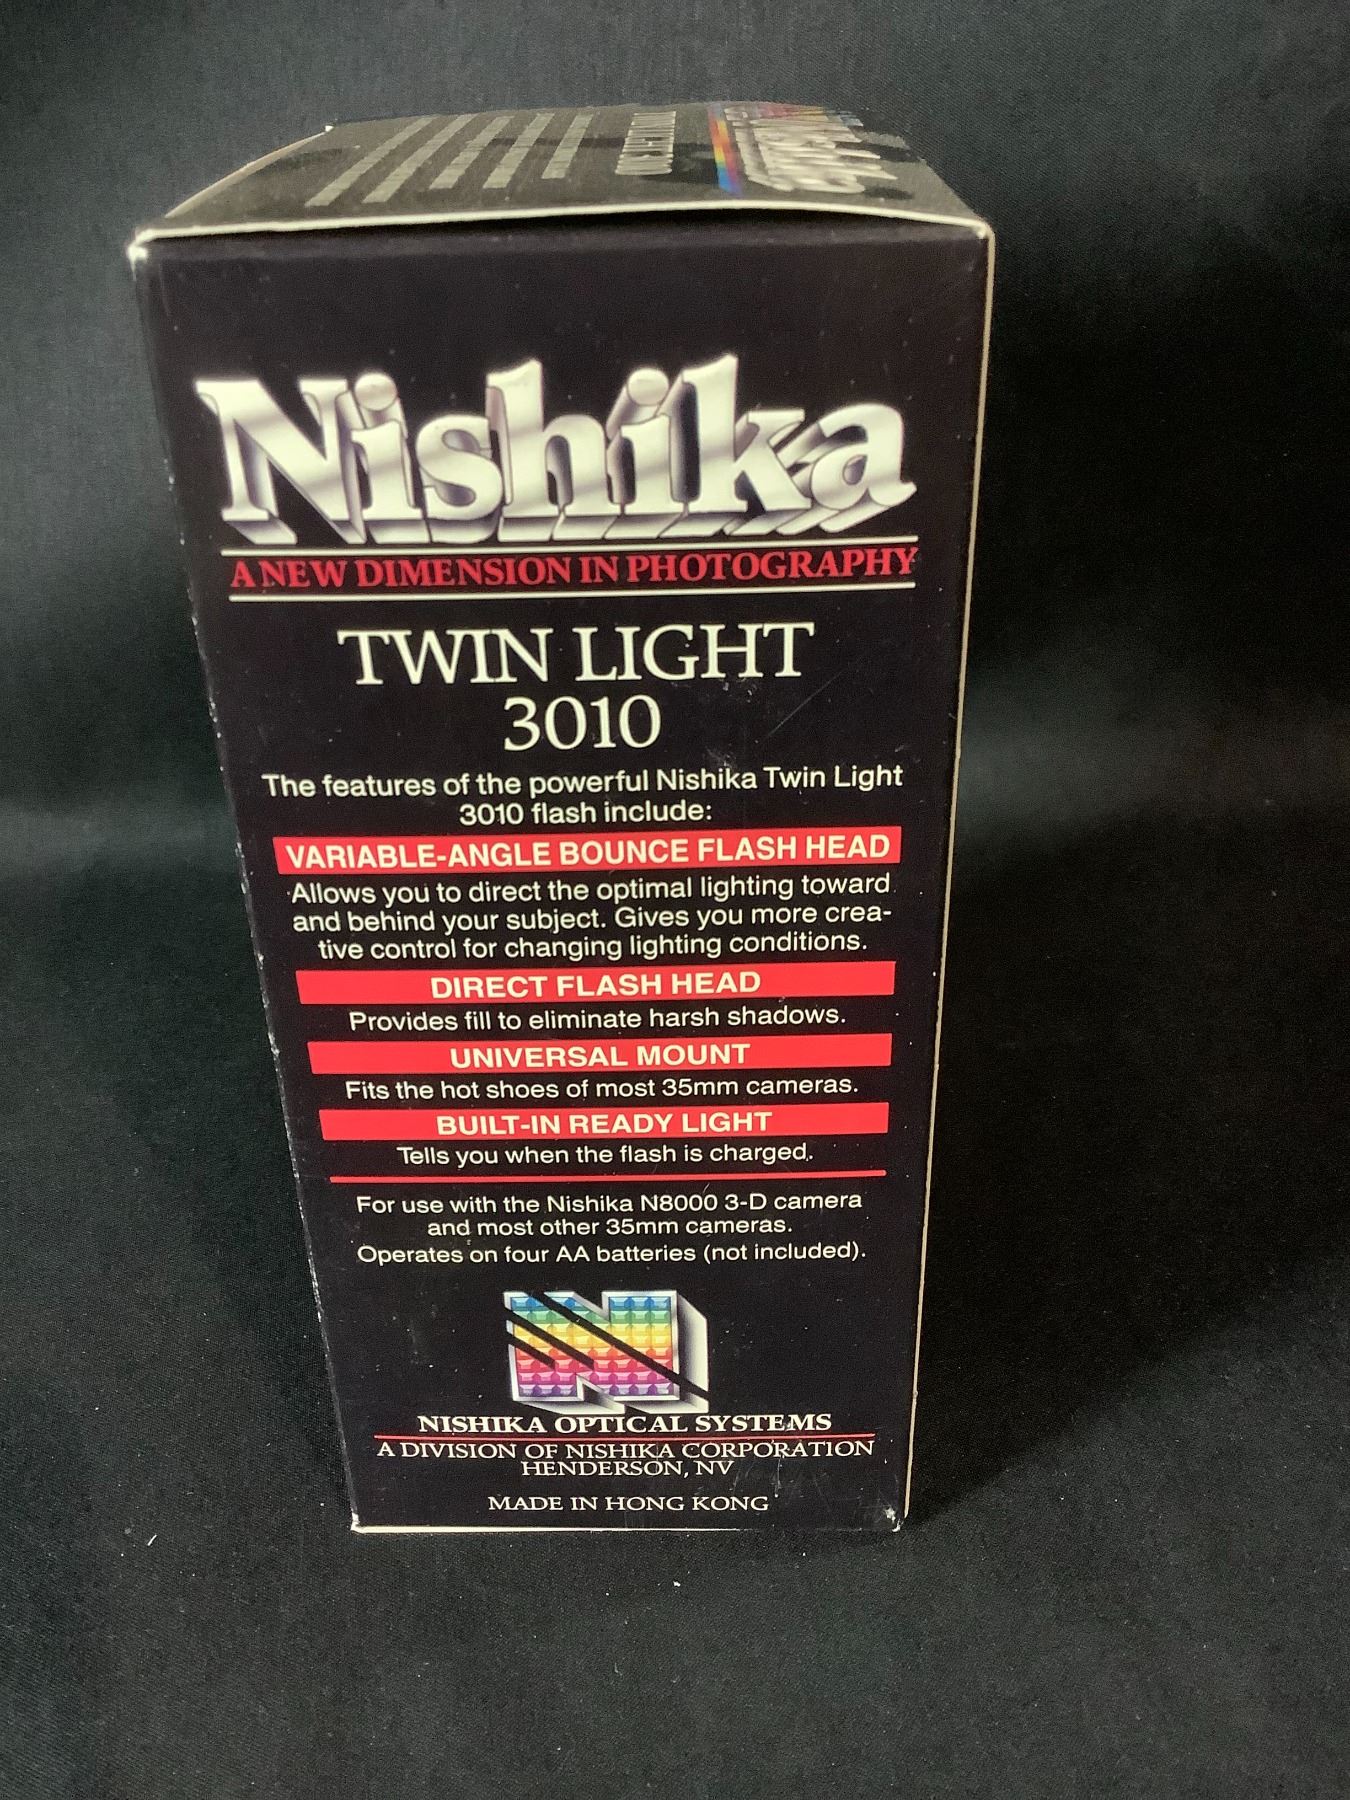 Nishika
A NEW DIMENSION IN PHOTOGRAPHY
TWIN LIGHT
3010
The features of the powerful Nishika Twin Light
3010 flash include:
VARIABLE-ANGLE BOUNCE FLASH HEAD
Allows you to direct the optimal lighting toward
and behind your subject. Gives you more crea-
tive control for changing lighting conditions.
DIRECT FLASH HEAD
Provides fill to eliminate harsh shadows.
UNIVERSAL MOUNT
Fits the hot shoes of most 35mm cameras.
BUILT-IN READY LIGHT
Tells you when the flash is charged.
For use with the Nishika N8000 3-D camera
and most other 35mm cameras.
Operates on four AA batteries (not included).
N
NISHIKA OPTICAL SYSTEMS
A DIVISION OF NISHIKA CORPORATION
HENDERSON, NV
MADE IN HONG KONG